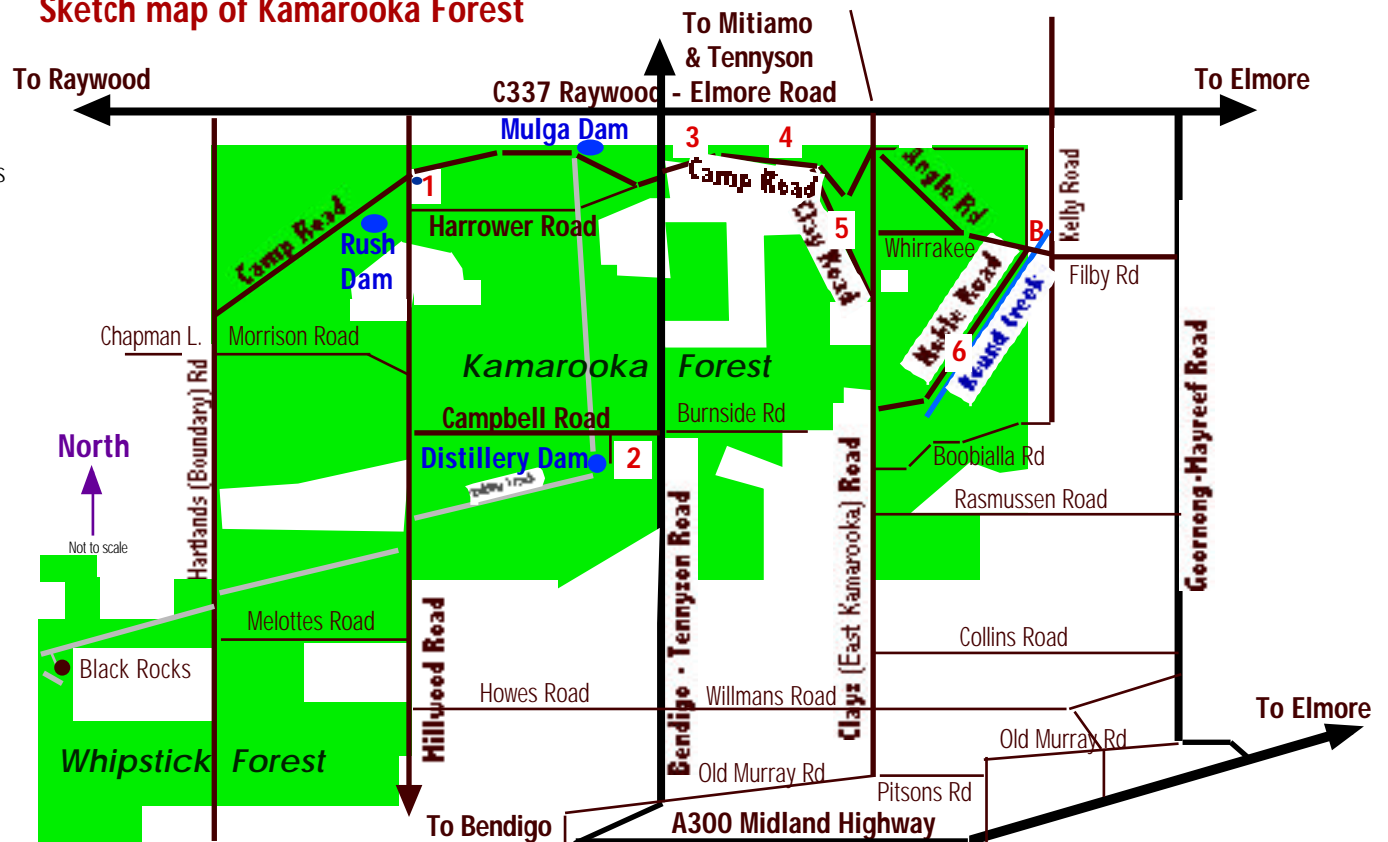 Sketch map of Kamarooka Forest
To Mitiamo
& Tennyson
To Raywood
C337 Raywood - Elmore Road
To Elmore
s
Mulga Dam
3
4
1
Camp Road
Angle Rd
Kelly Road
Camp Road
Harrower Road
Rush
Dam
Clay Road
5
Whirrakee
B
Filby Rd
Chapman L.
Morrison Road
Kamarooka Forest
6
Hartlands (Boundary) Rd
Goornong-Mayreef Road
Campbell Road
Burnside Rd
North
Distillery Dam
2
Boobialla Rd
Rasmussen Road
Not to scale
Bendigo - Tennyson Road
Clays (East Kamarooka) Road
Melottes Road
Millwood Road
Collins Road
Black Rocks
Howes Road
Willmans Road
To Elmore
Whipstick Forest
Old Murray Rd
Old Murray Rd
Pitsons Rd
To Bendigo
A300 Midland Highway